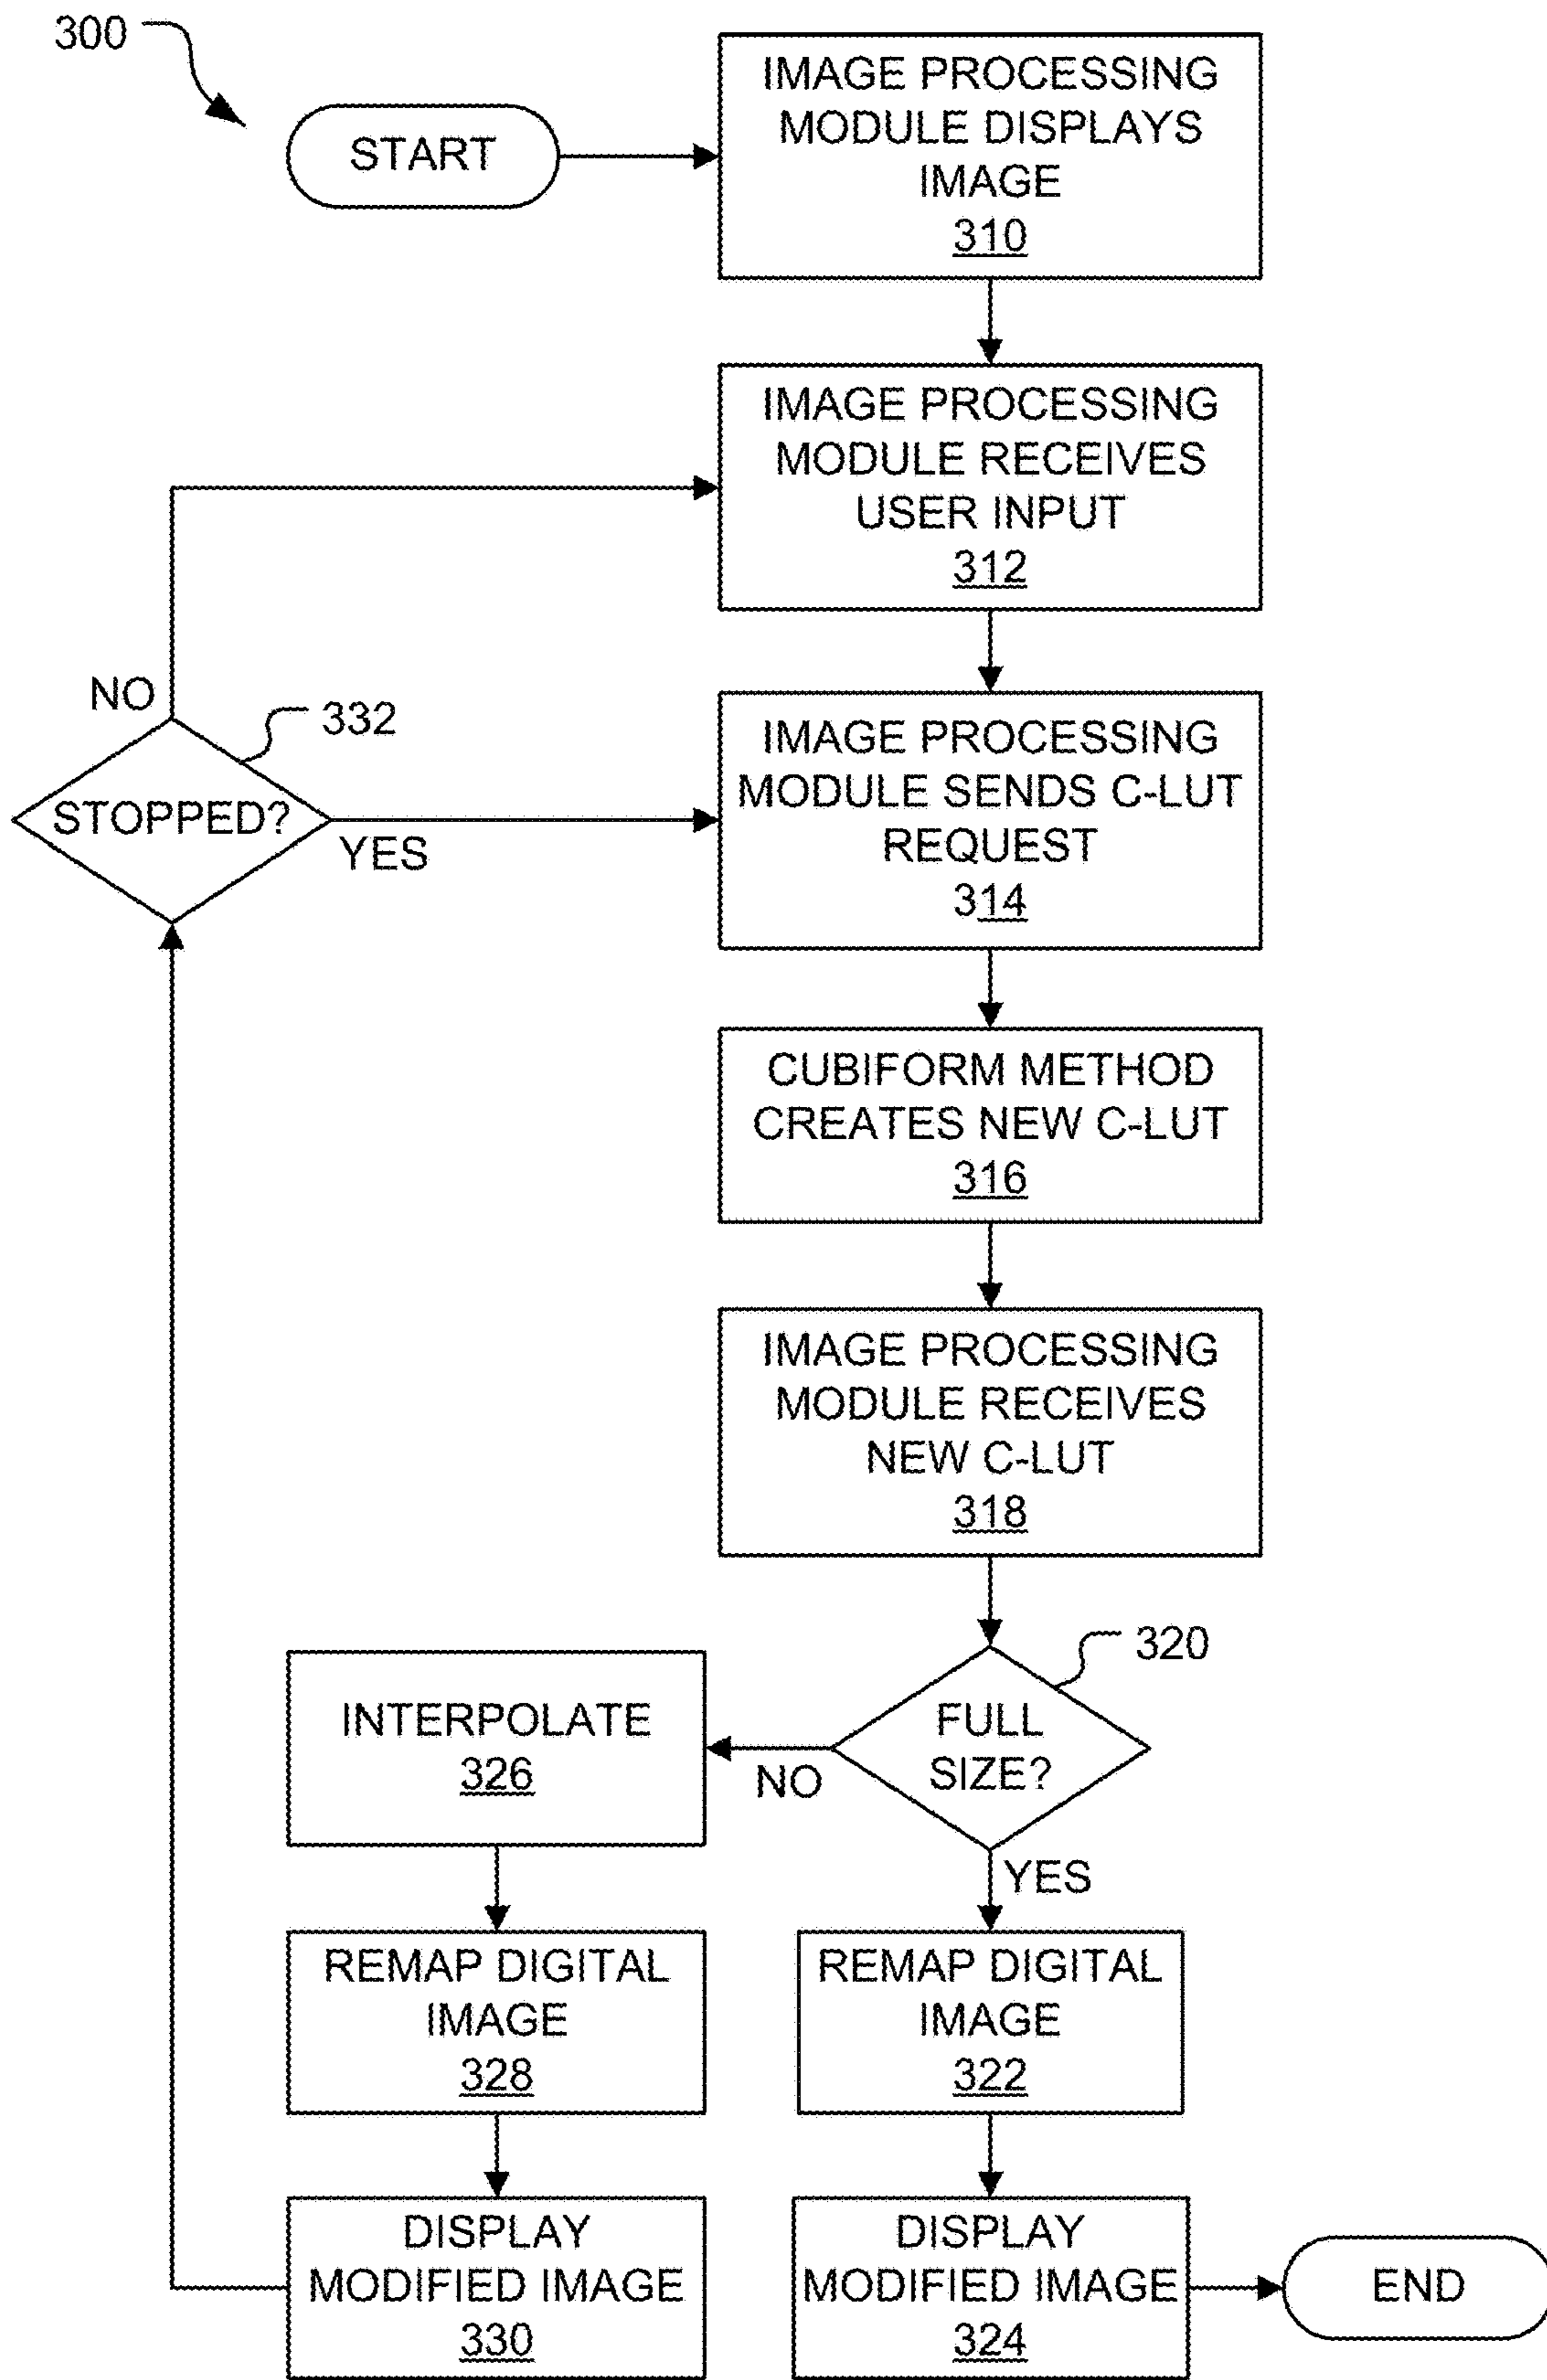 300
START
IMAGE PROCESSING
MODULE DISPLAYS
IMAGE
310
IMAGE PROCESSING
MODULE RECEIVES
USER INPUT
312
NO
332
STOPPED?
YES
IMAGE PROCESSING
MODULE SENDS C-LUT
REQUEST
314
CUBIFORM METHOD
CREATES NEW C-LUT
316
IMAGE PROCESSING
MODULE RECEIVES
NEW C-LUT
318
320
FULL
SIZE?
NO
YES
INTERPOLATE
326
REMAP DIGITAL
IMAGE
328
REMAP DIGITAL
IMAGE
322
DISPLAY
MODIFIED IMAGE
330
DISPLAY
MODIFIED IMAGE
324
END